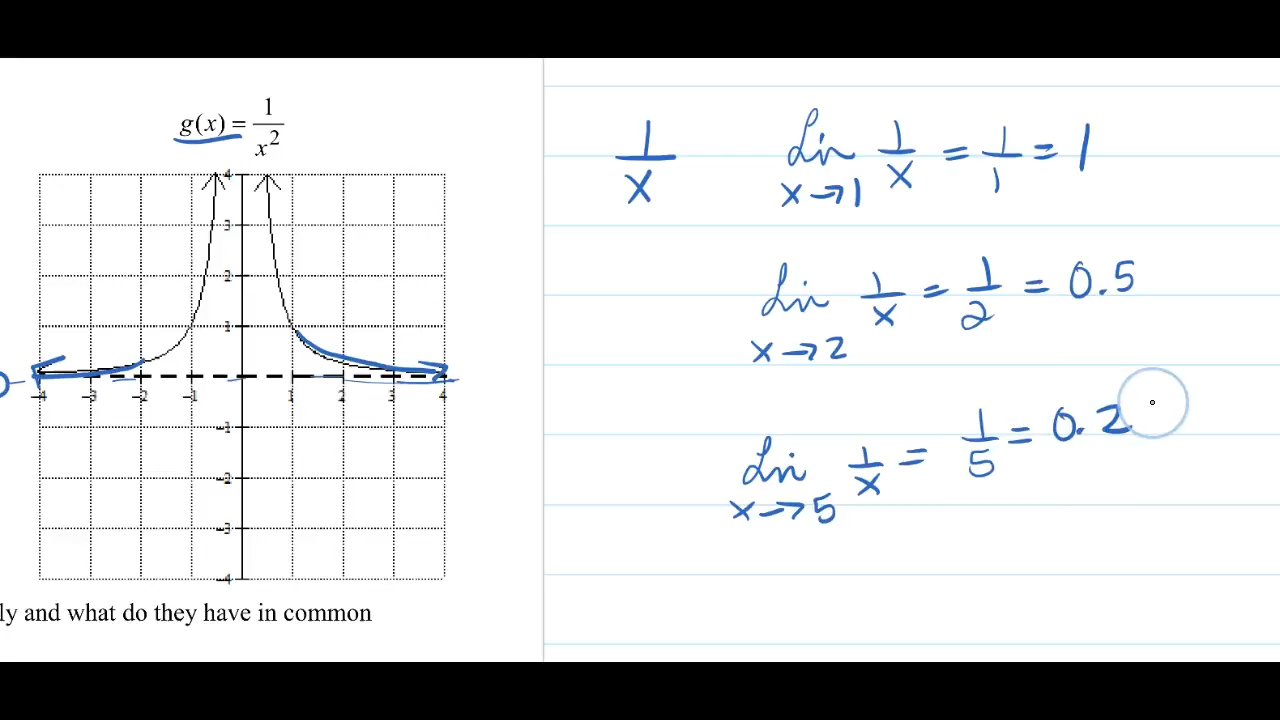 g(x) = 1/x²
4
3
2
1
-4 -3 -2 -1 1 2 3 4
-1
-2
-3
-4
ly and what do they have in common
1/x
Lim x→1 1/x = 1/1 = 1
Lim x→2 1/x = 1/2 = 0.5
Lim x→5 1/x = 1/5 = 0.2